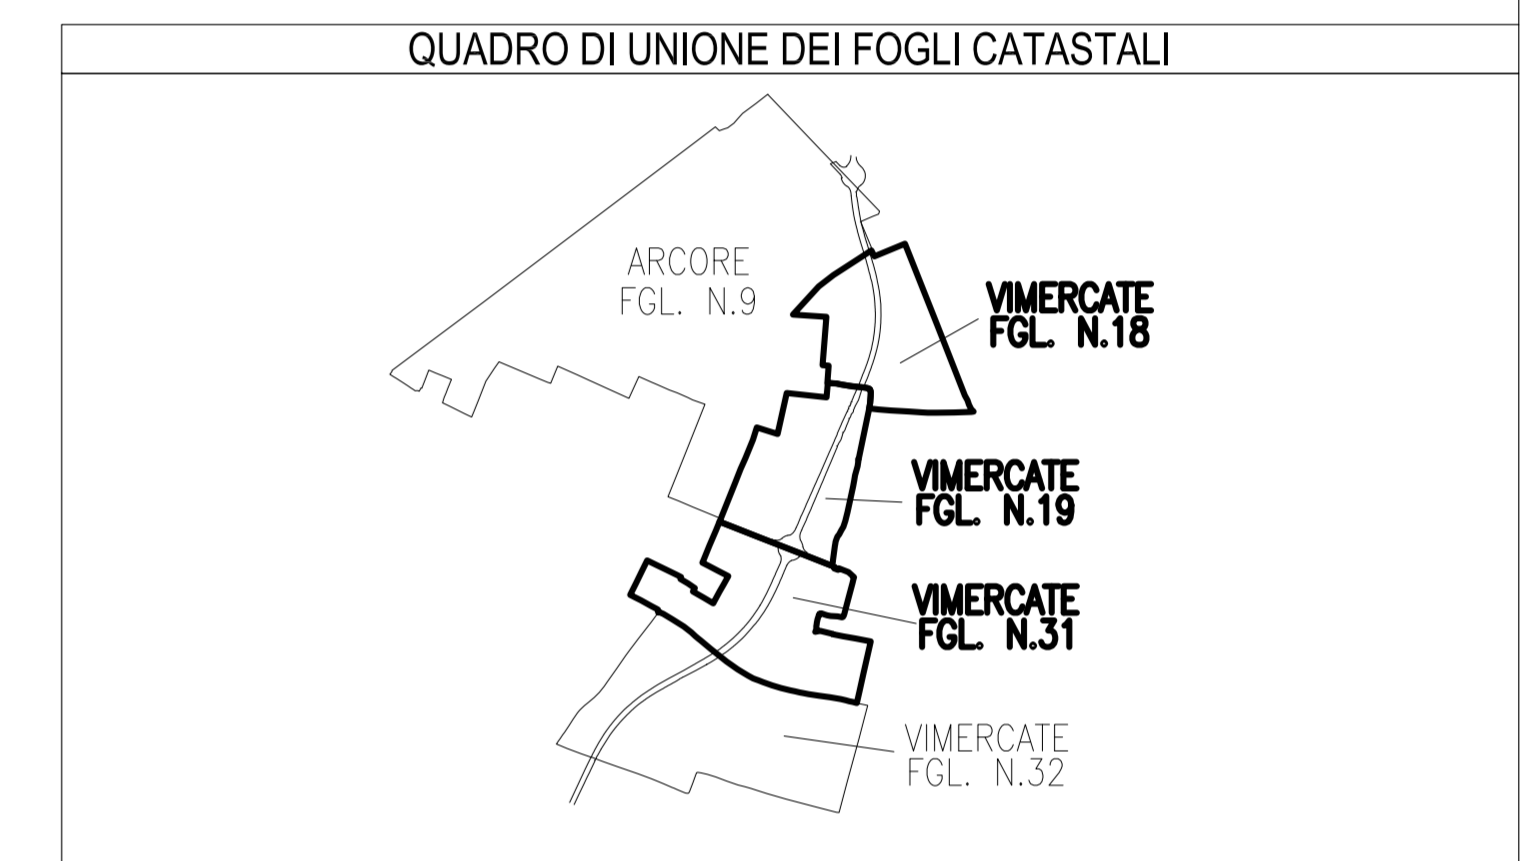 QUADRO DI UNIONE DEI FOGLI CATASTALI
ARCORE
FGL. N.9
VIMERCATE
FGL. N.18
VIMERCATE
FGL. N.19
VIMERCATE
FGL. N.31
VIMERCATE
FGL. N.32